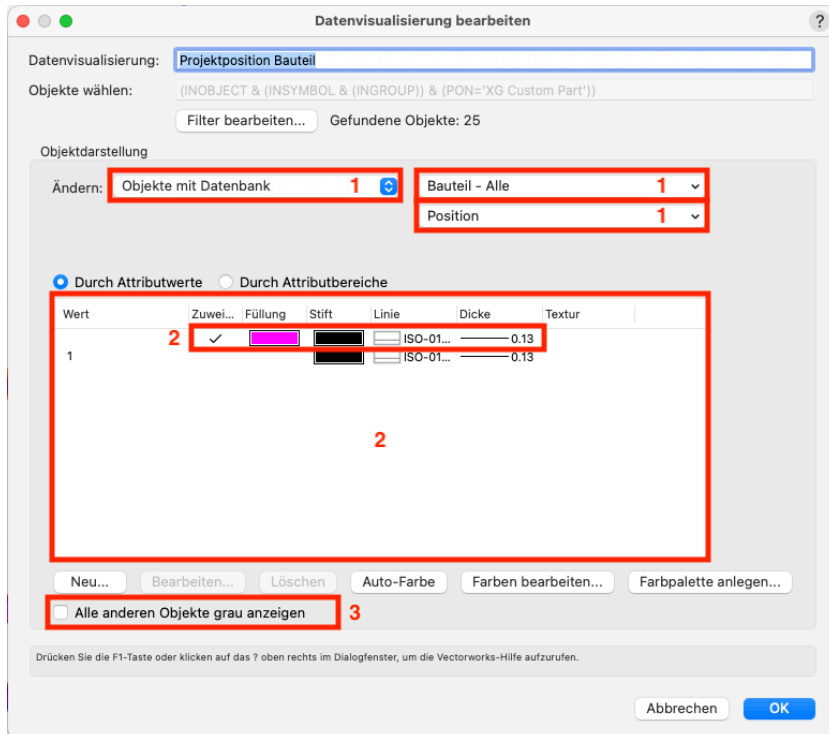 Datenvisualisierung bearbeiten
?
Datenvisualisierung: Projektposition Bauteil
Objekte wählen: (INOBJECT & (INSYMBOL & (INGROUP)) & (PON='XG Custom Part'))
Filter bearbeiten... Gefundene Objekte: 25
Objektdarstellung
Ändern: Objekte mit Datenbank 1 Bauteil - Alle 1
Position 1
Durch Attributwerte Durch Attributbereiche
Wert Zuwei... Füllung Stift Linie Dicke Textur
2 ISO-01... 0.13
1 ISO-01... 0.13
2
Neu... Bearbeiten... Löschen Auto-Farbe Farben bearbeiten... Farbpalette anlegen...
Alle anderen Objekte grau anzeigen 3
Drücken Sie die F1-Taste oder klicken auf das ? oben rechts im Dialogfenster, um die Vectorworks-Hilfe aufzurufen.
Abbrechen OK